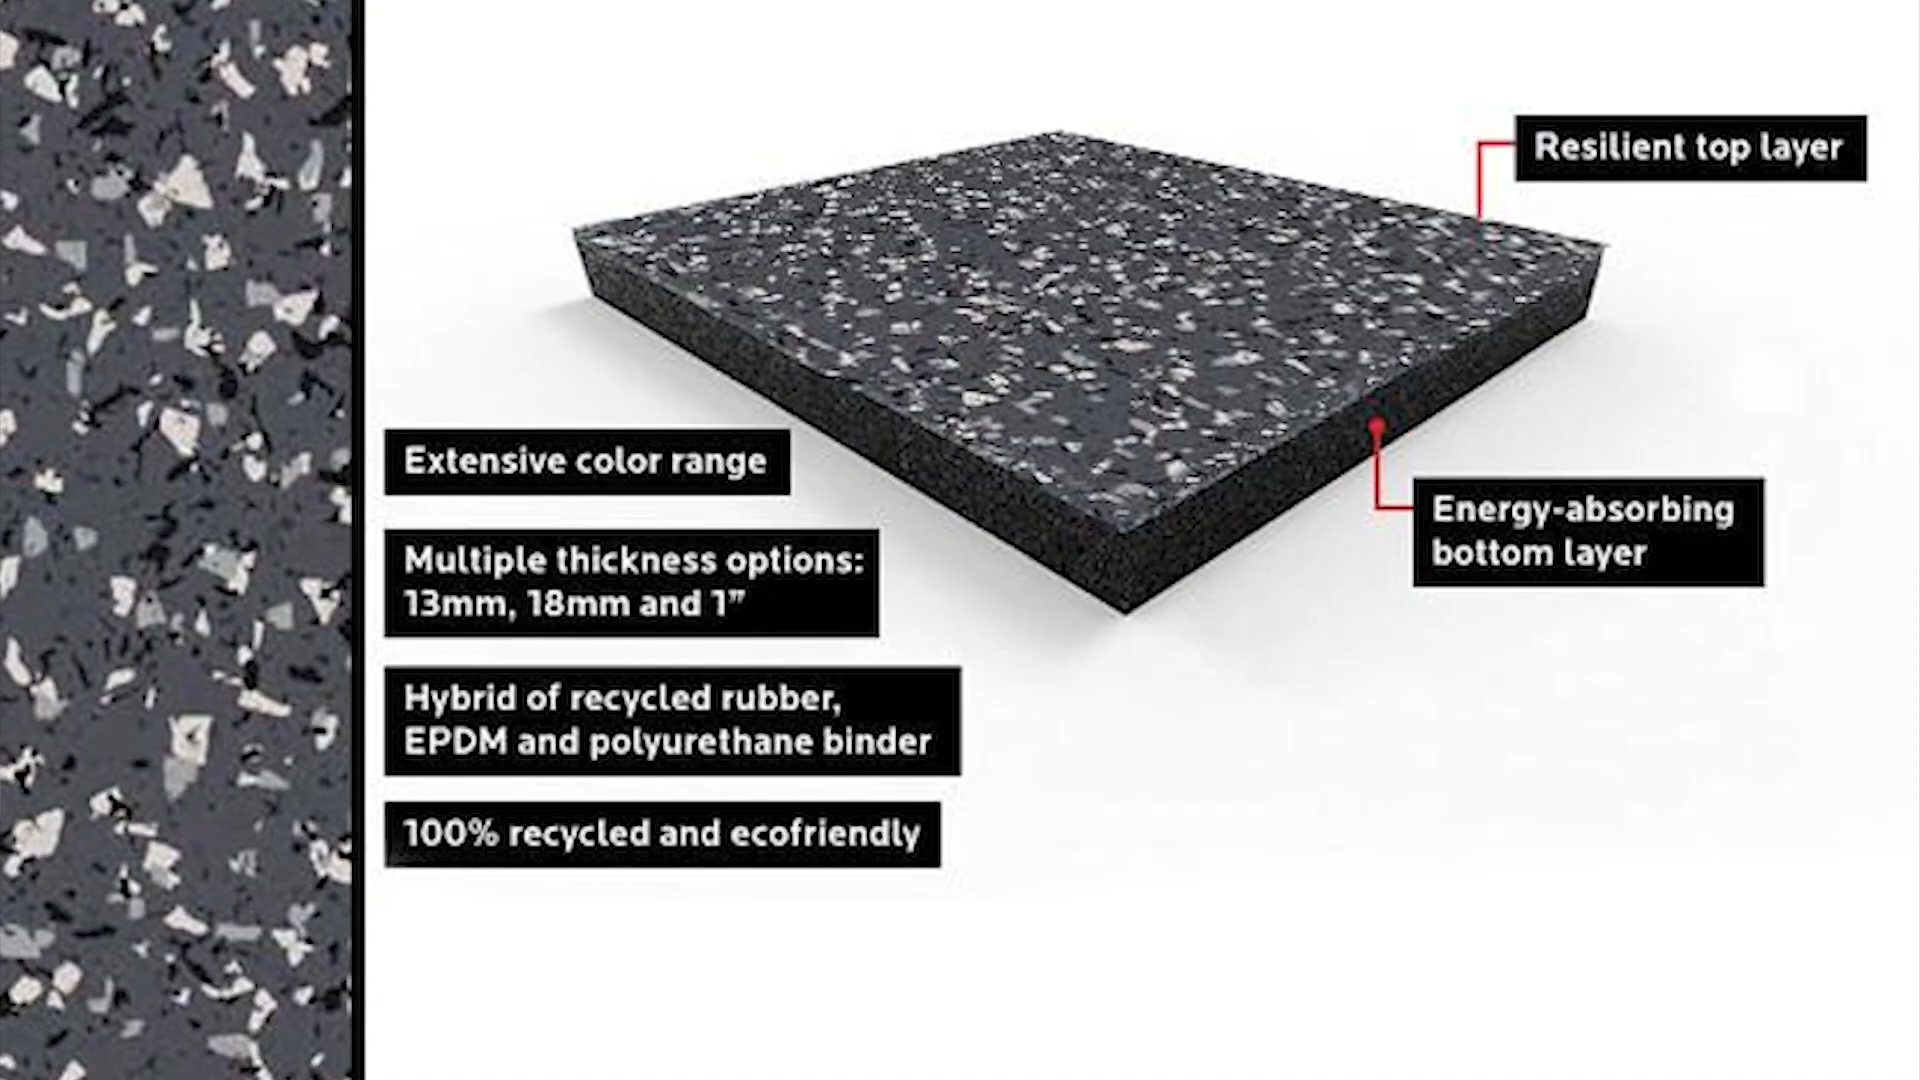 Resilient top layer
Extensive color range
Energy-absorbing
bottom layer
Multiple thickness options:
13mm, 18mm and 1”
Hybrid of recycled rubber,
EPDM and polyurethane binder
100% recycled and ecofriendly